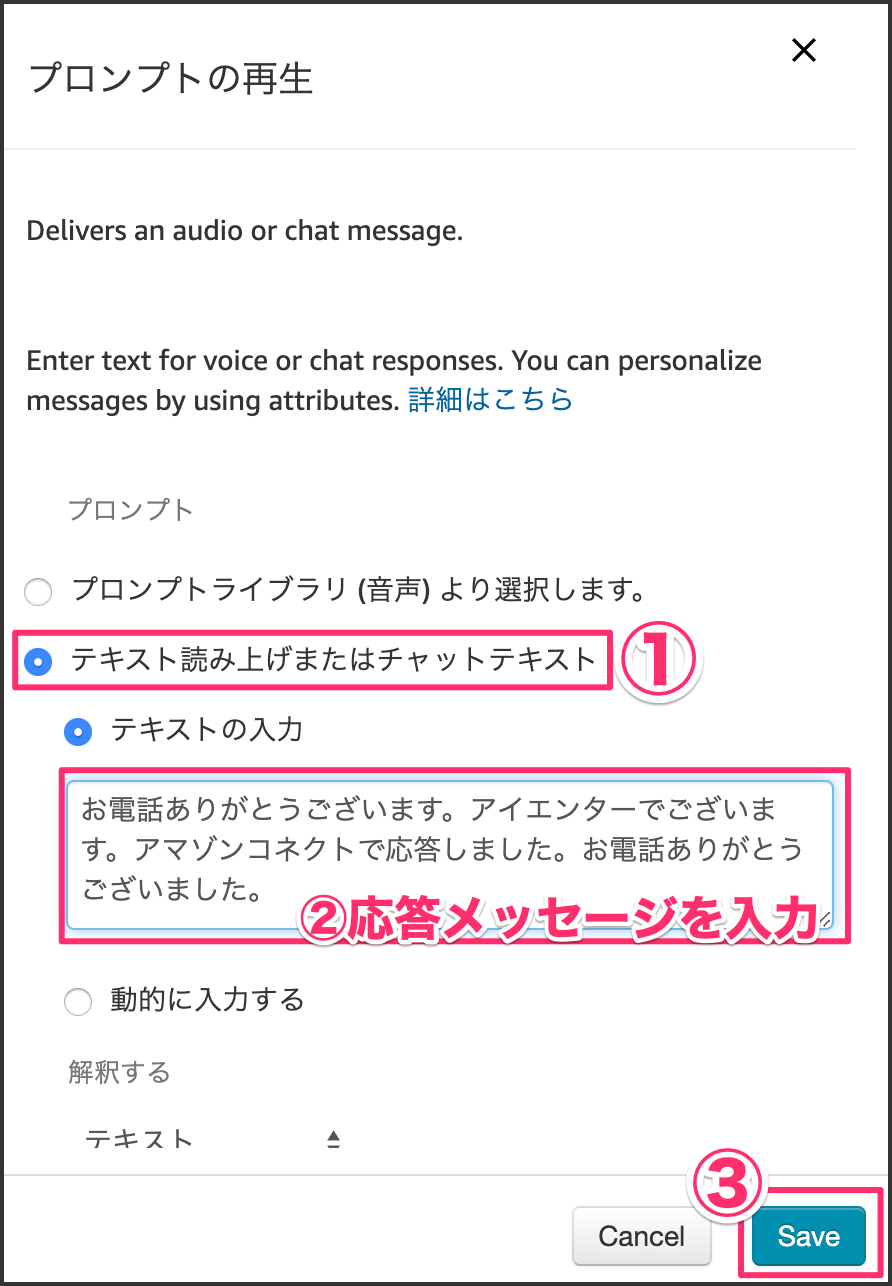 プロンプトの再生
Delivers an audio or chat message.
Enter text for voice or chat responses. You can personalize
messages by using attributes. 詳細はこちら
プロンプト
プロンプトライブラリ (音声) より選択します。
テキスト読み上げまたはチャットテキスト
①
テキストの入力
お電話ありがとうございます。アイエンターでございま
す。アマゾンコネクトで応答しました。お電話ありがとう
ございました。
②応答メッセージを入力
動的に入力する
解釈する
テキスト
③
Cancel
Save